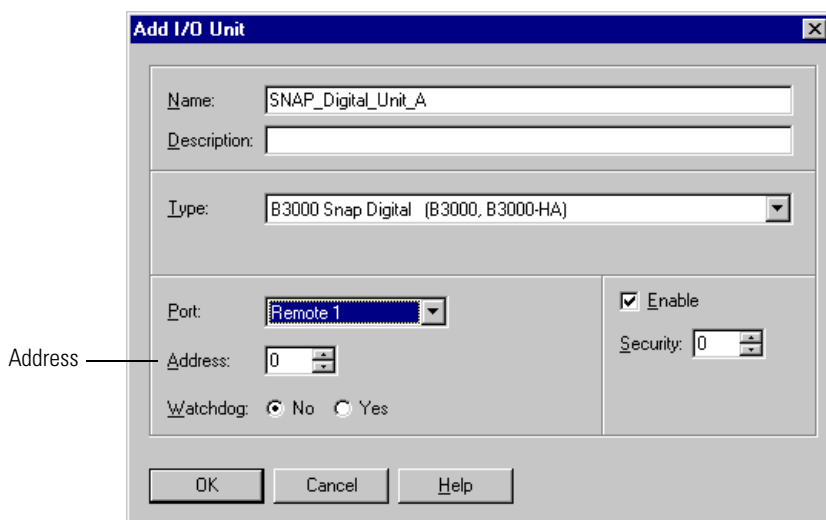 Add I/O Unit
Name: SNAP_Digital_Unit_A
Description:
Type: B3000 Snap Digital (B3000, B3000-HA)
Port: Remote 1
Enable
Address
Address: 0
Security: 0
Watchdog: No Yes
OK Cancel Help